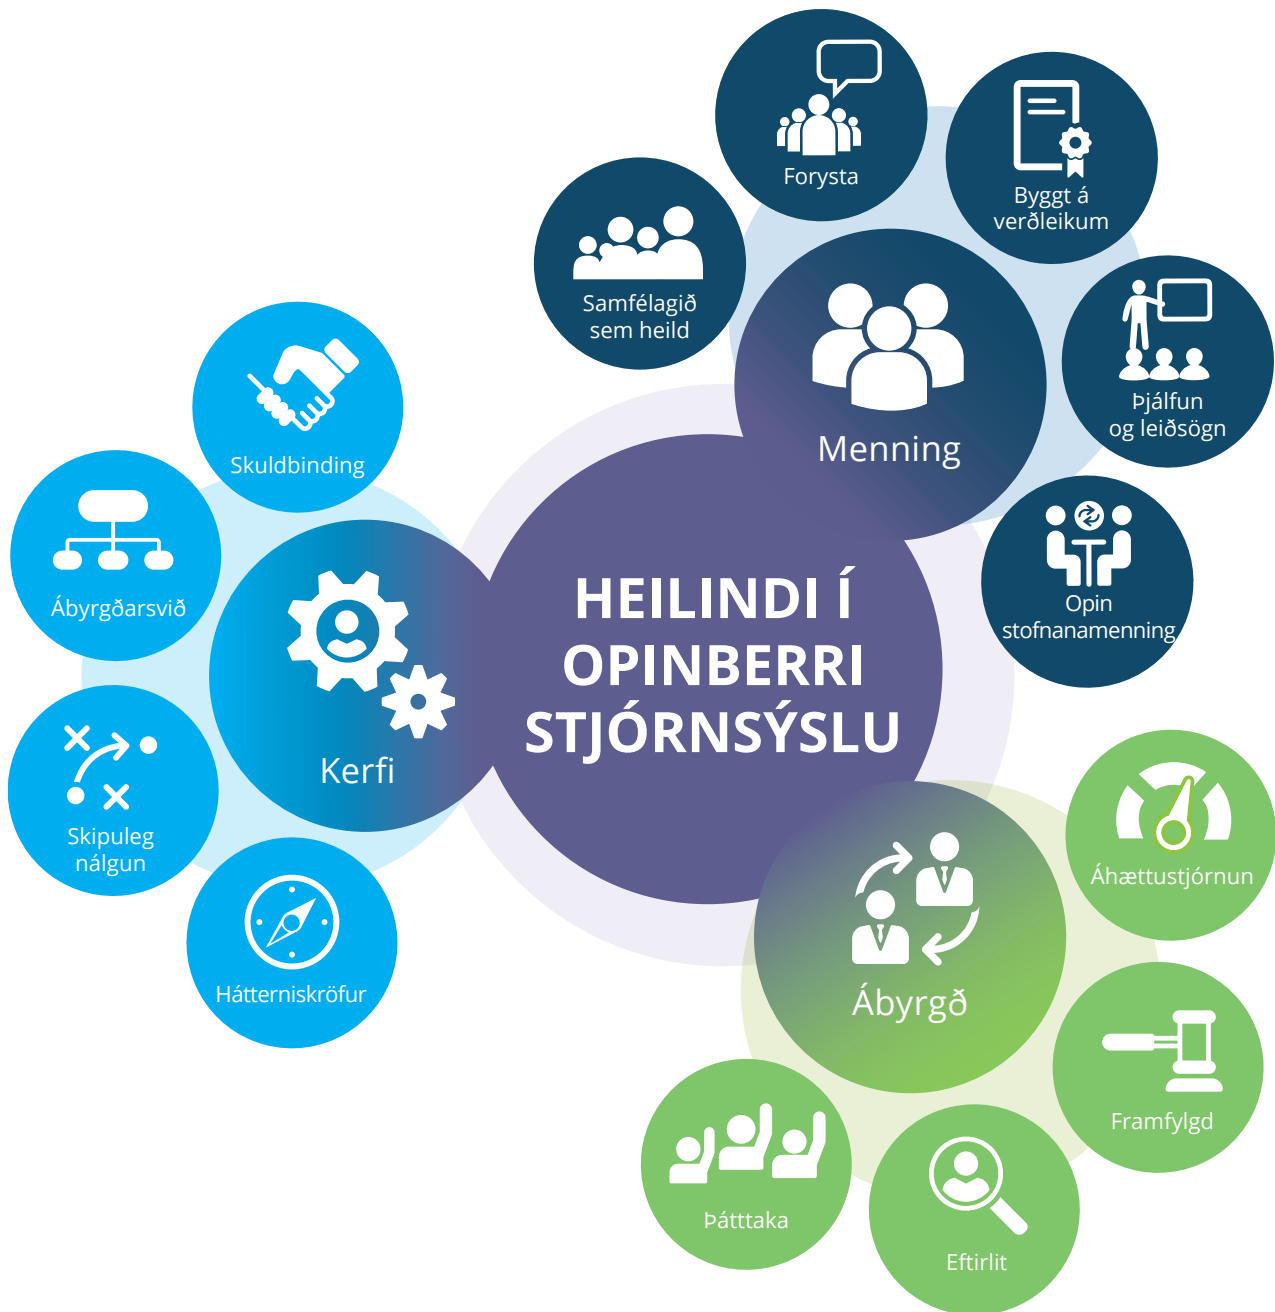 HEILINDI Í
OPINBERRI
STJÓRNSÝSLU
Kerfi
Skuldbinding
Ábyrgðarsvið
Skipuleg
nálgun
Hátterniskröfur
Menning
Samfélagið
sem heild
Forysta
Byggt á
verðleikum
Þjálfun
og leiðsögn
Opin
stofnanamenning
Ábyrgð
Áhættustjórnun
Framfylgd
Eftirlit
Þátttaka